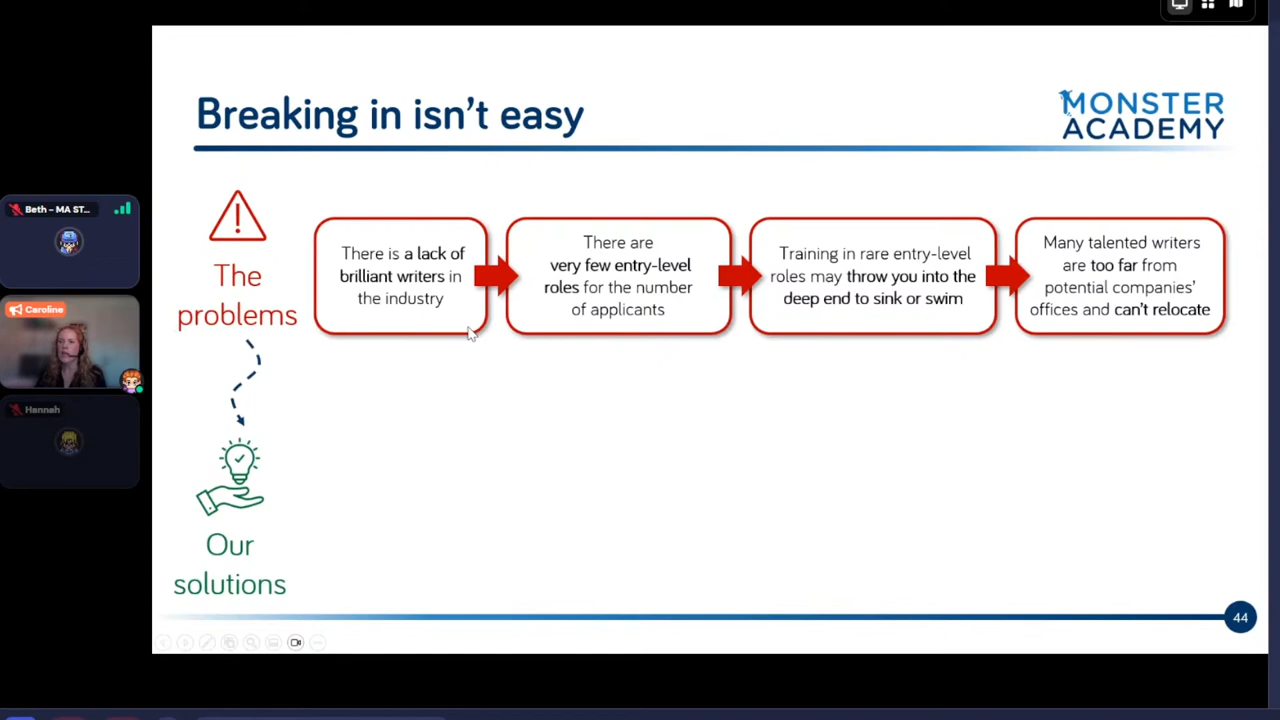 Breaking in isn't easy
MONSTER
ACADEMY
Beth – MA ST...
Caroline
Hannah
The
problems
There is a lack of
brilliant writers in
the industry
There are
very few entry-level
roles for the number
of applicants
Training in rare entry-level
roles may throw you into the
deep end to sink or swim
Many talented writers
are too far from
potential companies'
offices and can't relocate
Our
solutions
44